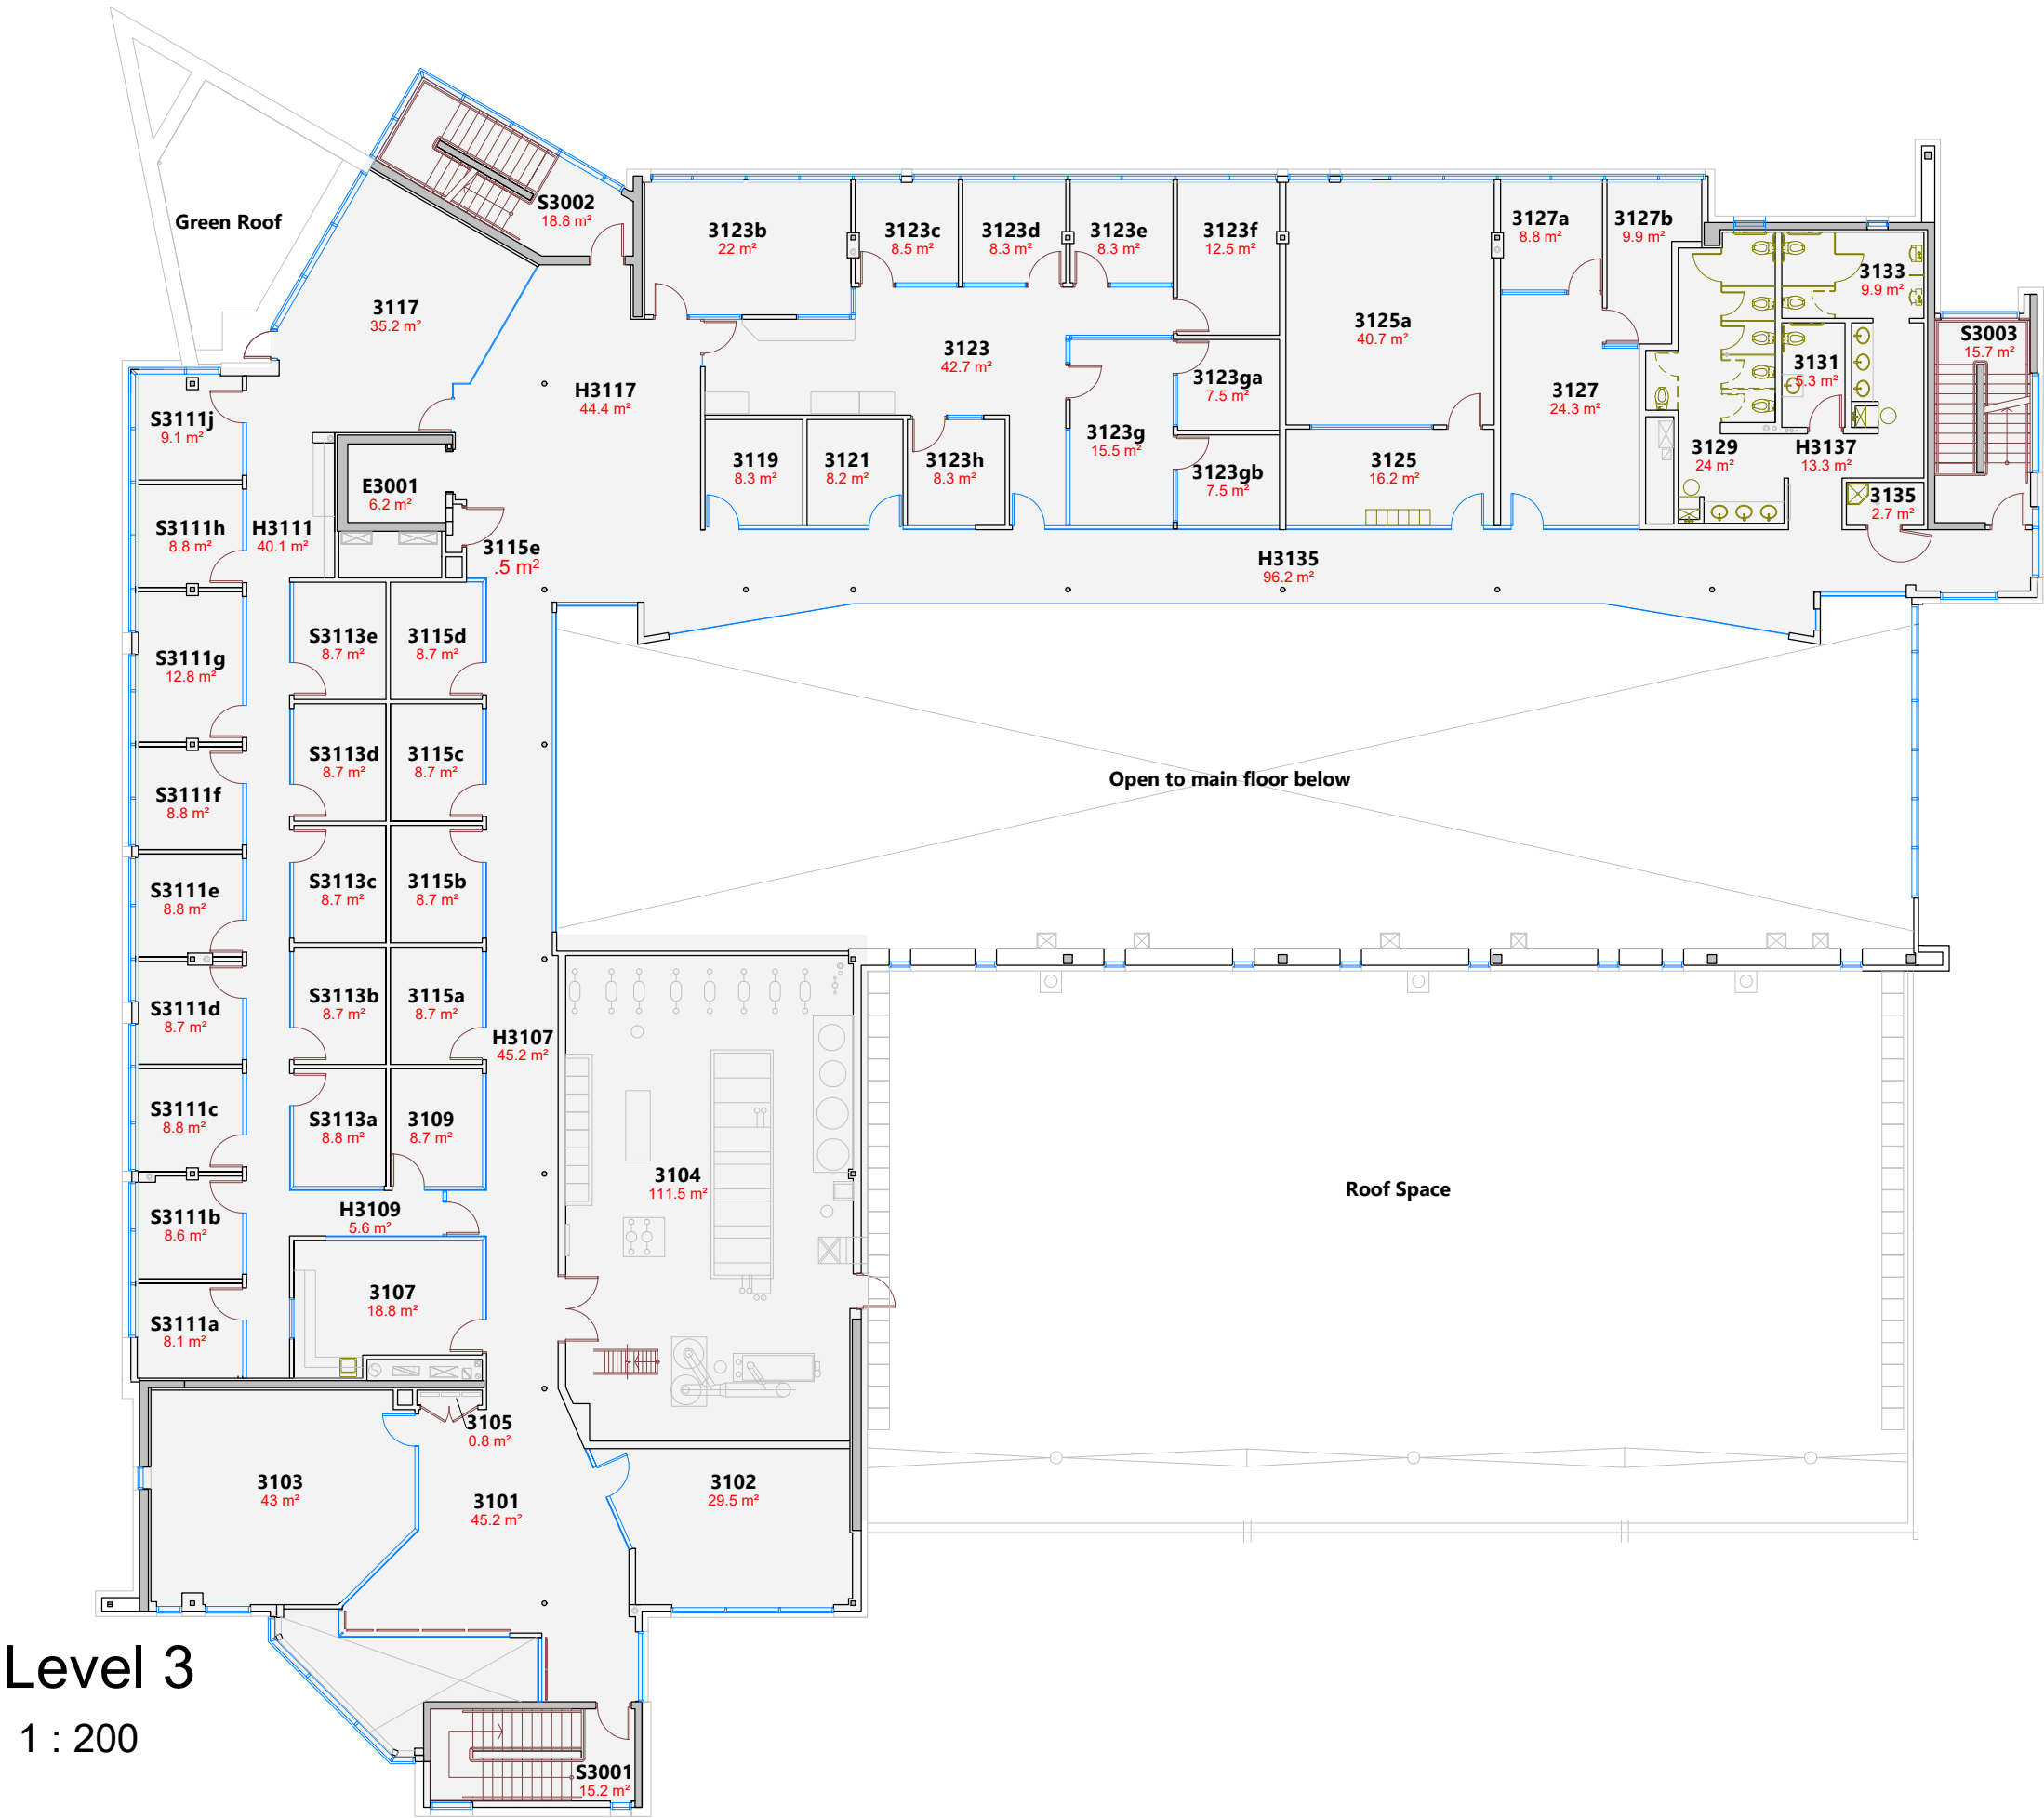 Green Roof
S3002
18.8 m²
3123b
22 m²
3123c
8.5 m²
3123d
8.3 m²
3123e
8.3 m²
3123f
12.5 m²
3127a
8.8 m²
3127b
9.9 m²
3133
9.9 m²
3117
35.2 m²
3125a
40.7 m²
S3003
15.7 m²
3123
42.7 m²
3131
5.3 m²
3123ga
7.5 m²
H3117
44.4 m²
3127
24.3 m²
S3111j
9.1 m²
3123g
15.5 m²
3119
8.3 m²
3121
8.2 m²
3123h
8.3 m²
3123gb
7.5 m²
3125
16.2 m²
3129
24 m²
H3137
13.3 m²
E3001
6.2 m²
3135
2.7 m²
S3111h
8.8 m²
H3111
40.1 m²
3115e
.5 m²
H3135
96.2 m²
S3113e
8.7 m²
3115d
8.7 m²
S3111g
12.8 m²
S3113d
8.7 m²
3115c
8.7 m²
Open to main floor below
S3111f
8.8 m²
S3113c
8.7 m²
3115b
8.7 m²
S3111e
8.8 m²
S3113b
8.7 m²
3115a
8.7 m²
S3111d
8.7 m²
H3107
45.2 m²
S3111c
8.8 m²
S3113a
8.8 m²
3109
8.7 m²
3104
111.5 m²
Roof Space
S3111b
8.6 m²
H3109
5.6 m²
3107
18.8 m²
S3111a
8.1 m²
3105
0.8 m²
3103
43 m²
3102
29.5 m²
3101
45.2 m²
Level 3
1 : 200
S3001
15.2 m²